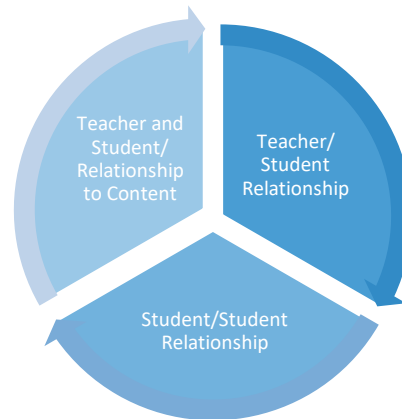 Teacher and
Student/
Relationship
to Content
Teacher/
Student
Relationship
Student/Student
Relationship